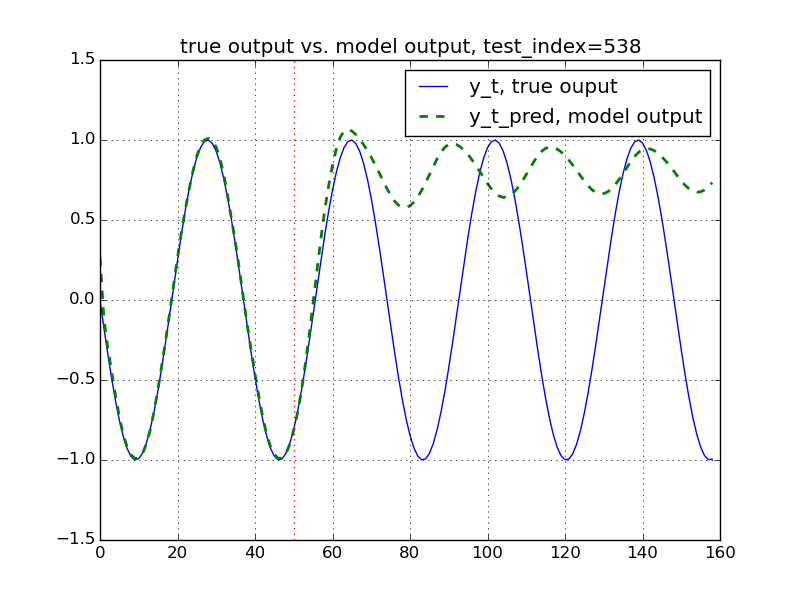 true output vs. model output, test_index=538
y_t, true ouput
y_t_pred, model output
1.5
1.0
0.5
0.0
−0.5
−1.0
−1.5
0 20 40 60 80 100 120 140 160